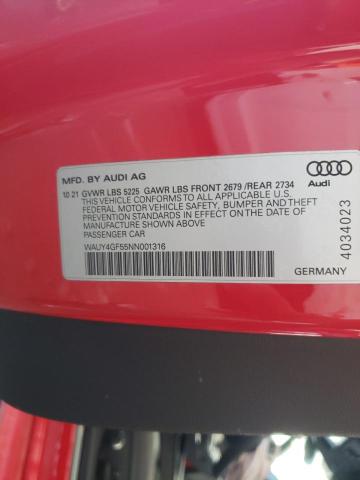 MFD. BY AUDI AG
10 21 GVWR LBS 5225 GAWR LBS FRONT 2679 /REAR 2734
THIS VEHICLE CONFORMS TO ALL APPLICABLE U.S.
FEDERAL MOTOR VEHICLE SAFETY, BUMPER AND THEFT
PREVENTION STANDARDS IN EFFECT ON THE DATE OF
MANUFACTURE SHOWN ABOVE
PASSENGER CAR
WAUY4GF55NN001316
Audi
4034023
GERMANY